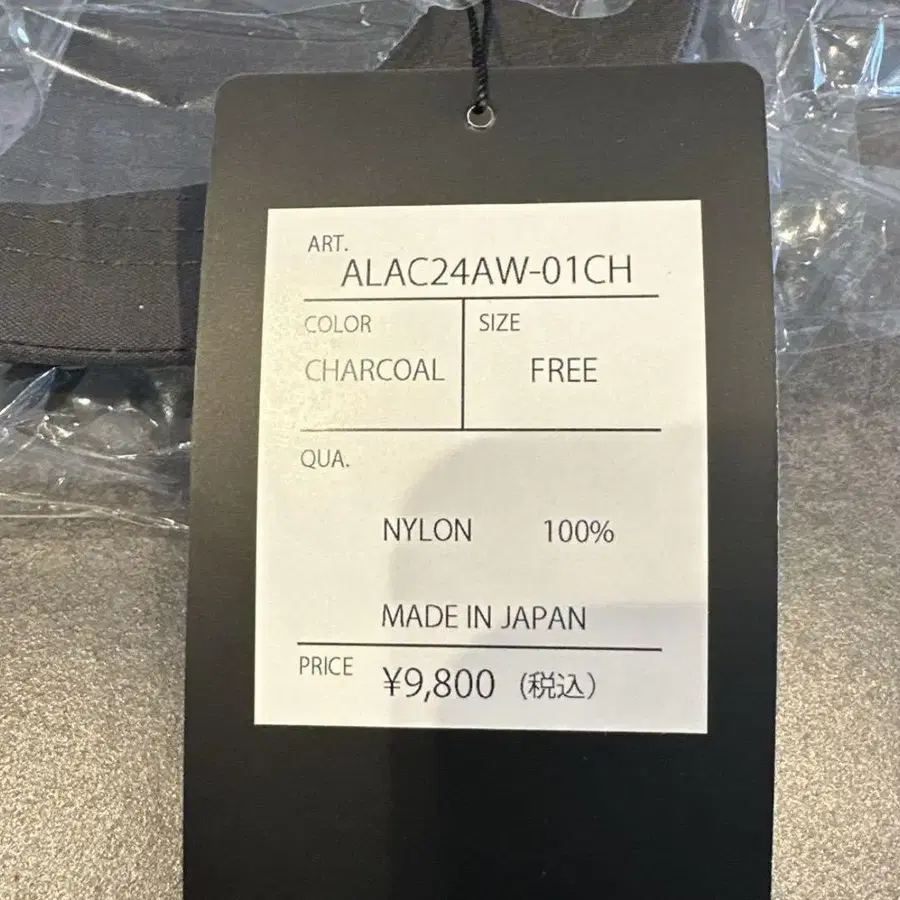 ART.
ALAC24AW-01CH
COLOR
CHARCOAL
SIZE
FREE
QUA.
NYLON 100%
MADE IN JAPAN
PRICE ¥9,800 (税込)